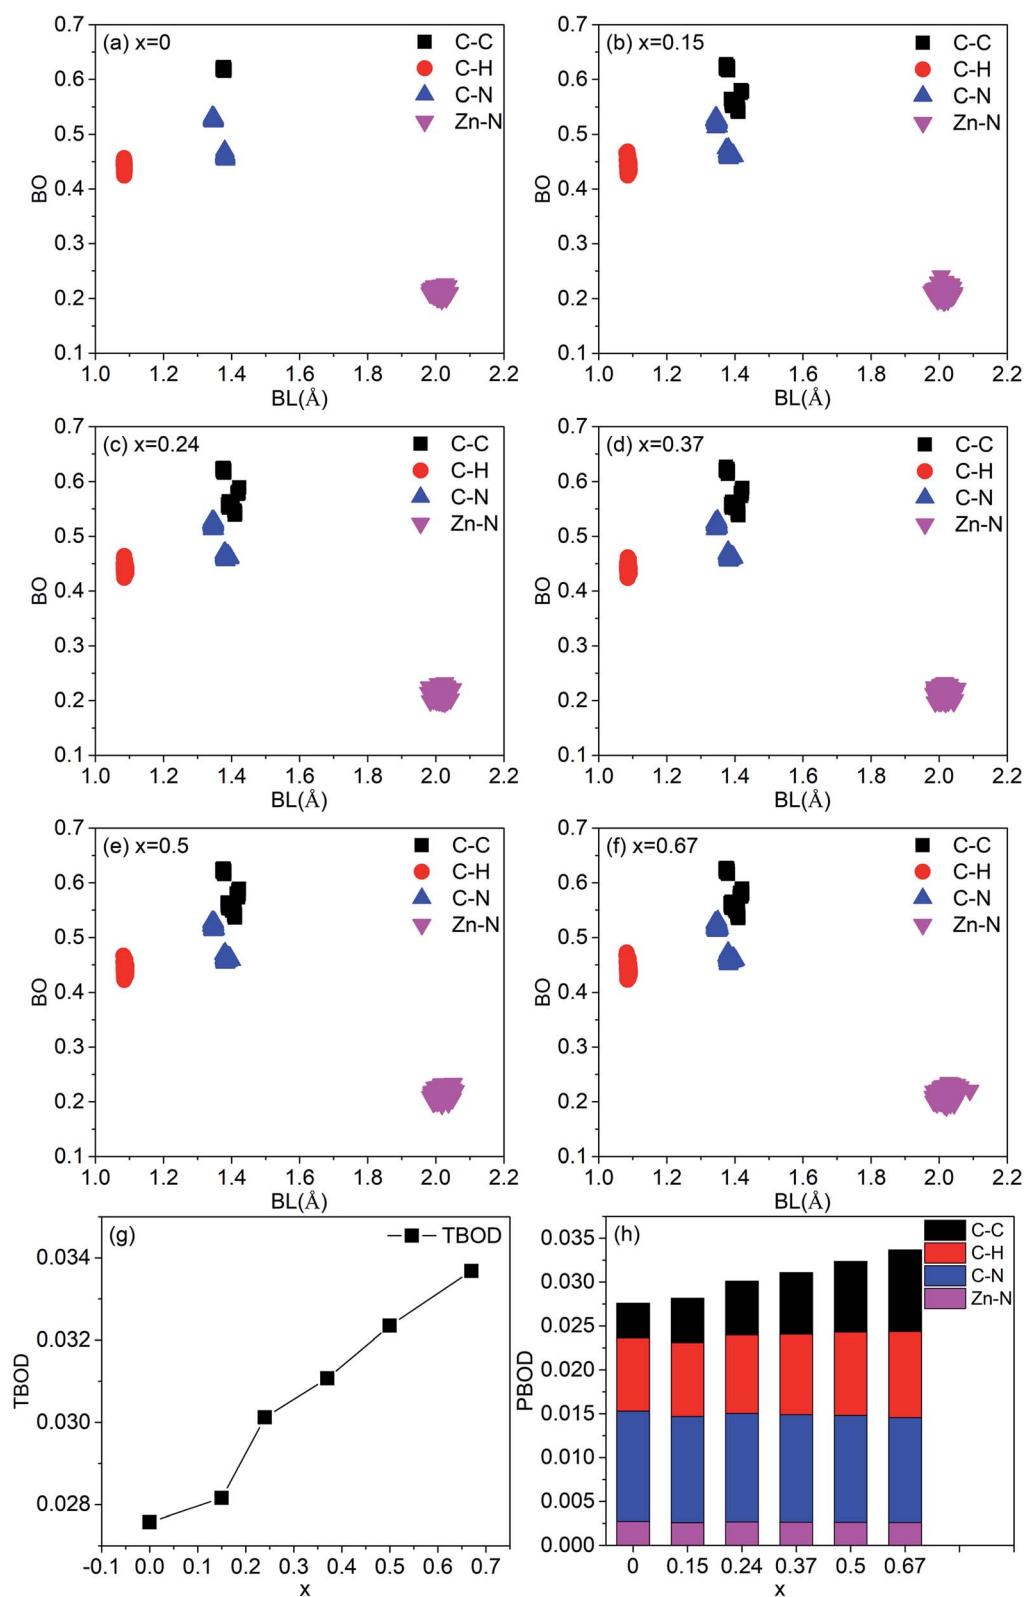 (a) x=0
C-C
C-H
C-N
Zn-N
0.7
0.6
0.5
0.4
0.3
0.2
0.1
BO
1.0 1.2 1.4 1.6 1.8 2.0 2.2
BL(Å)
(b) x=0.15
C-C
C-H
C-N
Zn-N
0.7
0.6
0.5
0.4
0.3
0.2
0.1
BO
1.0 1.2 1.4 1.6 1.8 2.0 2.2
BL(Å)
(c) x=0.24
C-C
C-H
C-N
Zn-N
0.7
0.6
0.5
0.4
0.3
0.2
0.1
BO
1.0 1.2 1.4 1.6 1.8 2.0 2.2
BL(Å)
(d) x=0.37
C-C
C-H
C-N
Zn-N
0.7
0.6
0.5
0.4
0.3
0.2
0.1
BO
1.0 1.2 1.4 1.6 1.8 2.0 2.2
BL(Å)
(e) x=0.5
C-C
C-H
C-N
Zn-N
0.7
0.6
0.5
0.4
0.3
0.2
0.1
BO
1.0 1.2 1.4 1.6 1.8 2.0 2.2
BL(Å)
(f) x=0.67
C-C
C-H
C-N
Zn-N
0.7
0.6
0.5
0.4
0.3
0.2
0.1
BO
1.0 1.2 1.4 1.6 1.8 2.0 2.2
BL(Å)
(g)
TBOD
0.034
0.032
0.030
0.028
TBOD
-0.1 0.0 0.1 0.2 0.3 0.4 0.5 0.6 0.7
x
(h)
C-C
C-H
C-N
Zn-N
0.035
0.030
0.025
0.020
0.015
0.010
0.005
0.000
PBOD
0 0.15 0.24 0.37 0.5 0.67
x